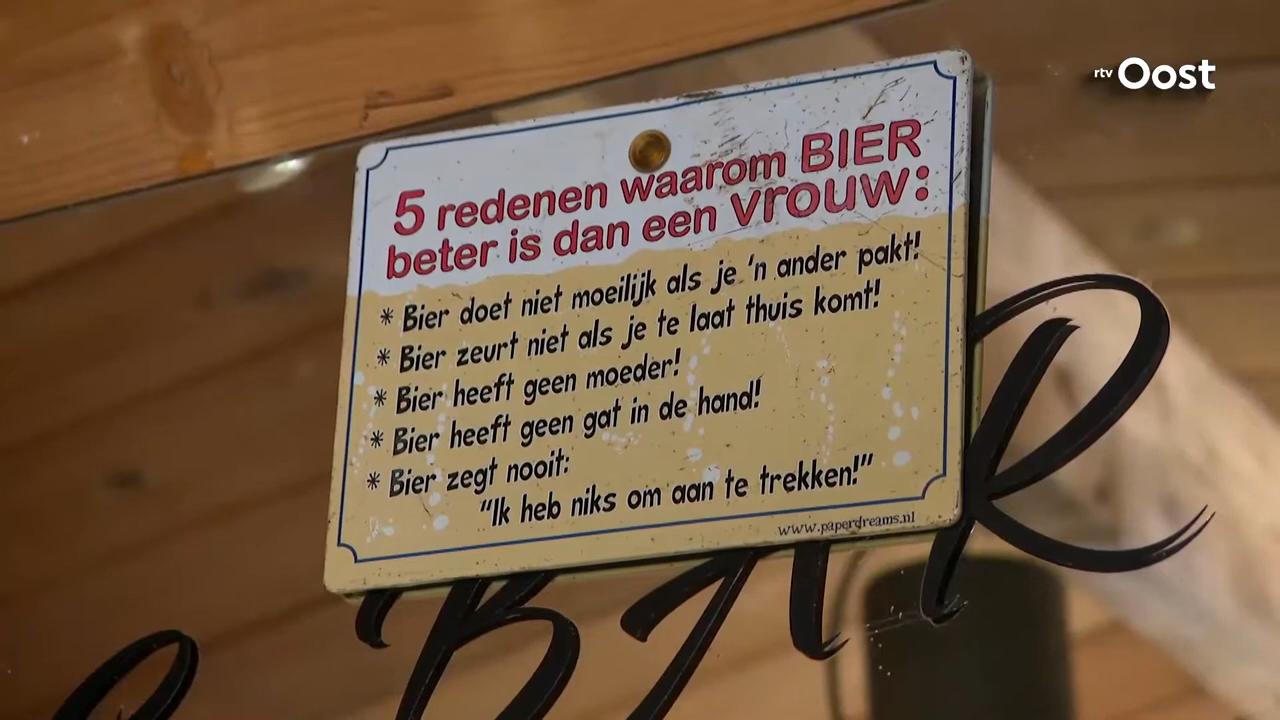 rtv Oost
5 redenen waarom BIER
beter is dan een vrouw:
* Bier doet niet moeilijk als je 'n ander pakt!
* Bier zeurt niet als je te laat thuis komt!
* Bier heeft geen moeder!
* Bier heeft geen gat in de hand!
* Bier zegt nooit:
"Ik heb niks om aan te trekken!"
www.paperdreams.nl
BAR